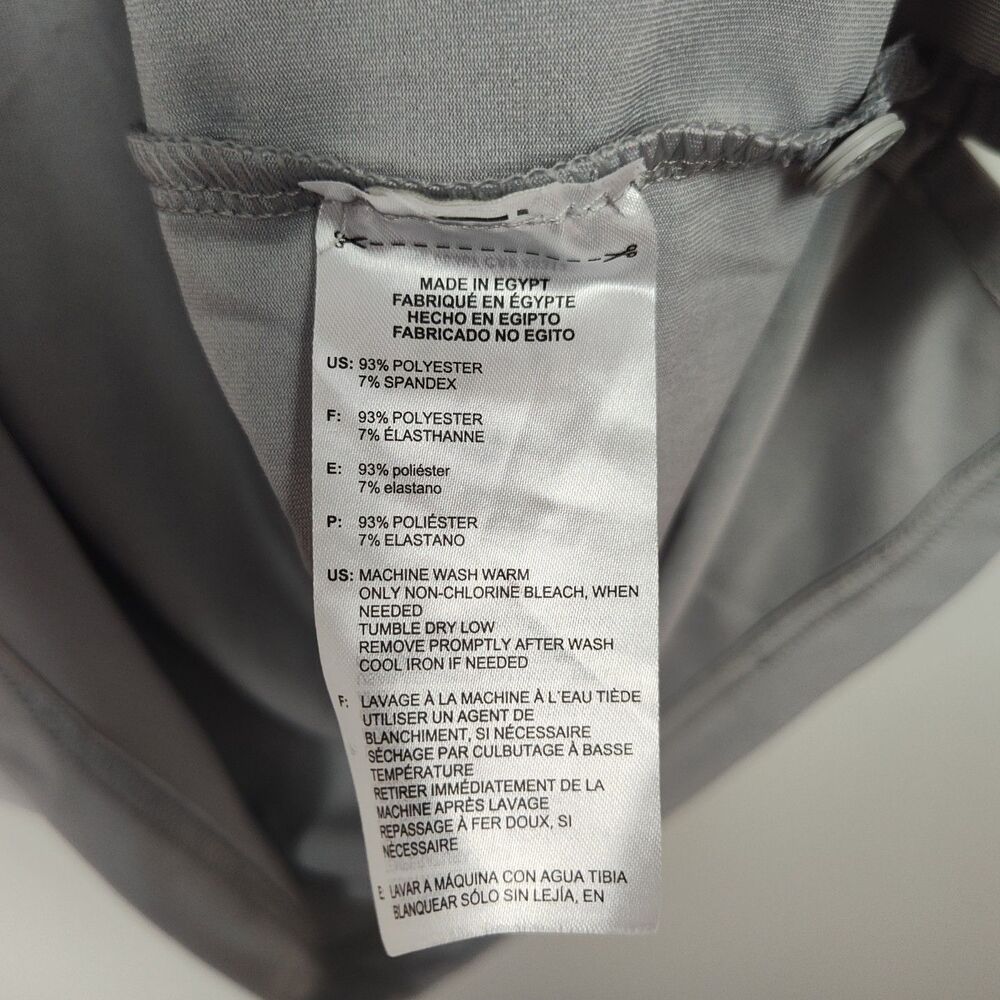 MADE IN EGYPT
FABRIQUÉ EN ÉGYPTE
HECHO EN EGIPTO
FABRICADO NO EGITO
US: 93% POLYESTER
7% SPANDEX
F: 93% POLYESTER
7% ÉLASTHANNE
E: 93% poliéster
7% elastano
P: 93% POLIÉSTER
7% ELASTANO
US: MACHINE WASH WARM
ONLY NON-CHLORINE BLEACH, WHEN
NEEDED
TUMBLE DRY LOW
REMOVE PROMPTLY AFTER WASH
COOL IRON IF NEEDED
F: LAVAGE À LA MACHINE À L'EAU TIÈDE
UTILISER UN AGENT DE
BLANCHIMENT, SI NÉCESSAIRE
SÉCHAGE PAR CULBUTAGE À BASSE
TEMPÉRATURE
RETIRER IMMÉDIATEMENT DE LA
MACHINE APRÈS LAVAGE
REPASSAGE À FER DOUX, SI
NÉCESSAIRE
E LAVAR A MÁQUINA CON AGUA TIBIA
BLANQUEAR SÓLO SIN LEJÍA, EN